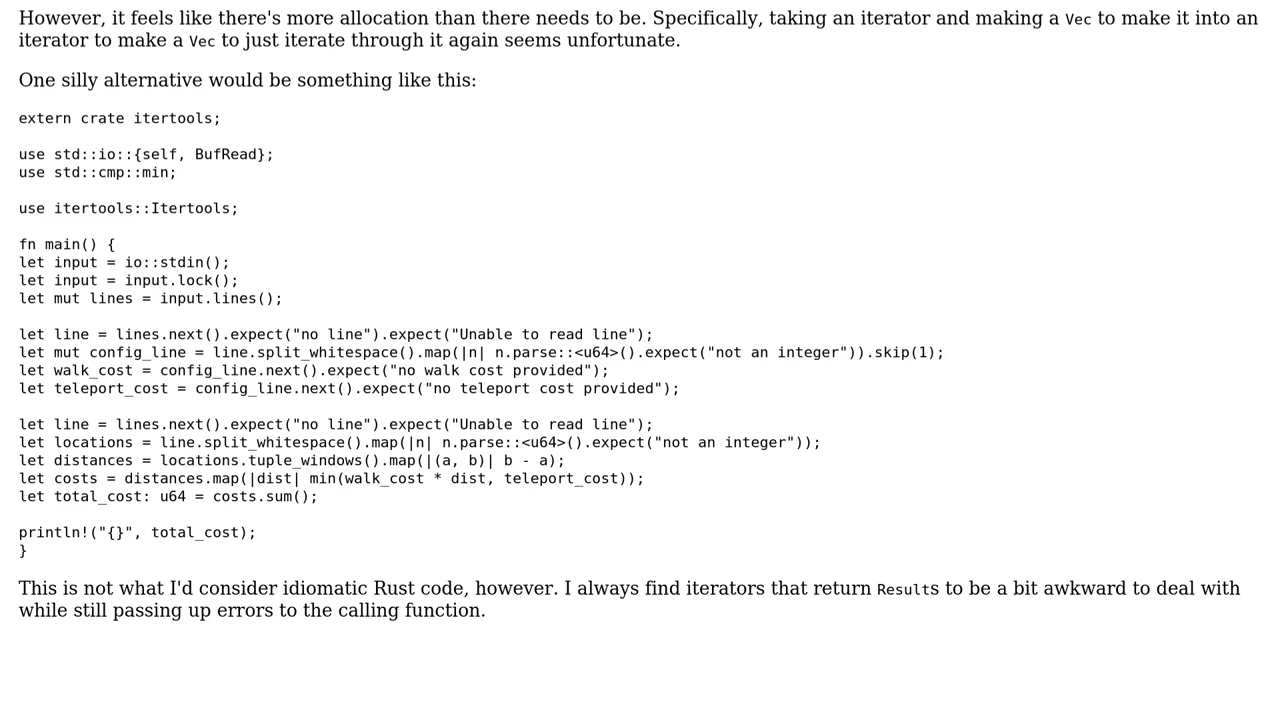 However, it feels like there's more allocation than there needs to be. Specifically, taking an iterator and making a Vec to make it into an
iterator to make a Vec to just iterate through it again seems unfortunate.
One silly alternative would be something like this:
extern crate itertools;
use std::io::{self, BufRead};
use std::cmp::min;
use itertools::Itertools;
fn main() {
let input = io::stdin();
let input = input.lock();
let mut lines = input.lines();
let line = lines.next().expect("no line").expect("Unable to read line");
let mut config_line = line.split_whitespace().map(|n| n.parse::<u64>().expect("not an integer")).skip(1);
let walk_cost = config_line.next().expect("no walk cost provided");
let teleport_cost = config_line.next().expect("no teleport cost provided");
let line = lines.next().expect("no line").expect("Unable to read line");
let locations = line.split_whitespace().map(|n| n.parse::<u64>().expect("not an integer"));
let distances = locations.tuple_windows().map(|(a, b)| b - a);
let costs = distances.map(|dist| min(walk_cost * dist, teleport_cost));
let total_cost: u64 = costs.sum();
println!("{}", total_cost);
}
This is not what I'd consider idiomatic Rust code, however. I always find iterators that return Results to be a bit awkward to deal with
while still passing up errors to the calling function.